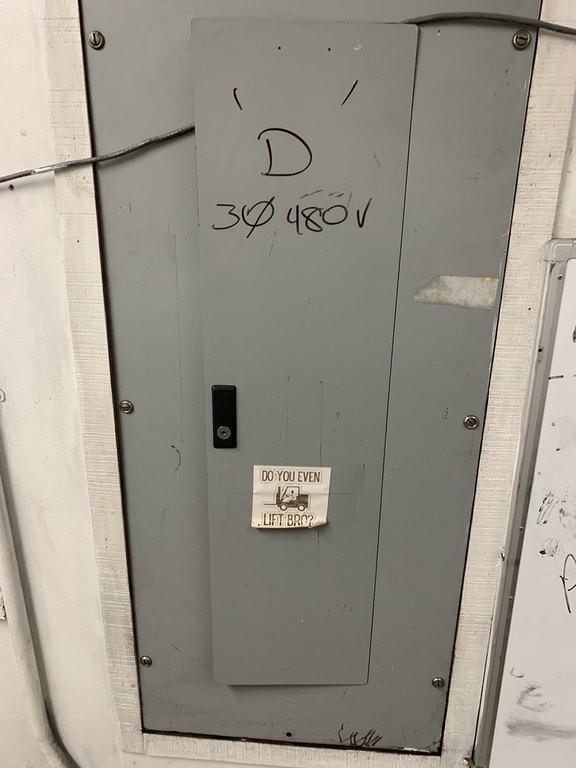 D
3Ø 480V
DO YOU EVEN
LIFT BRO?